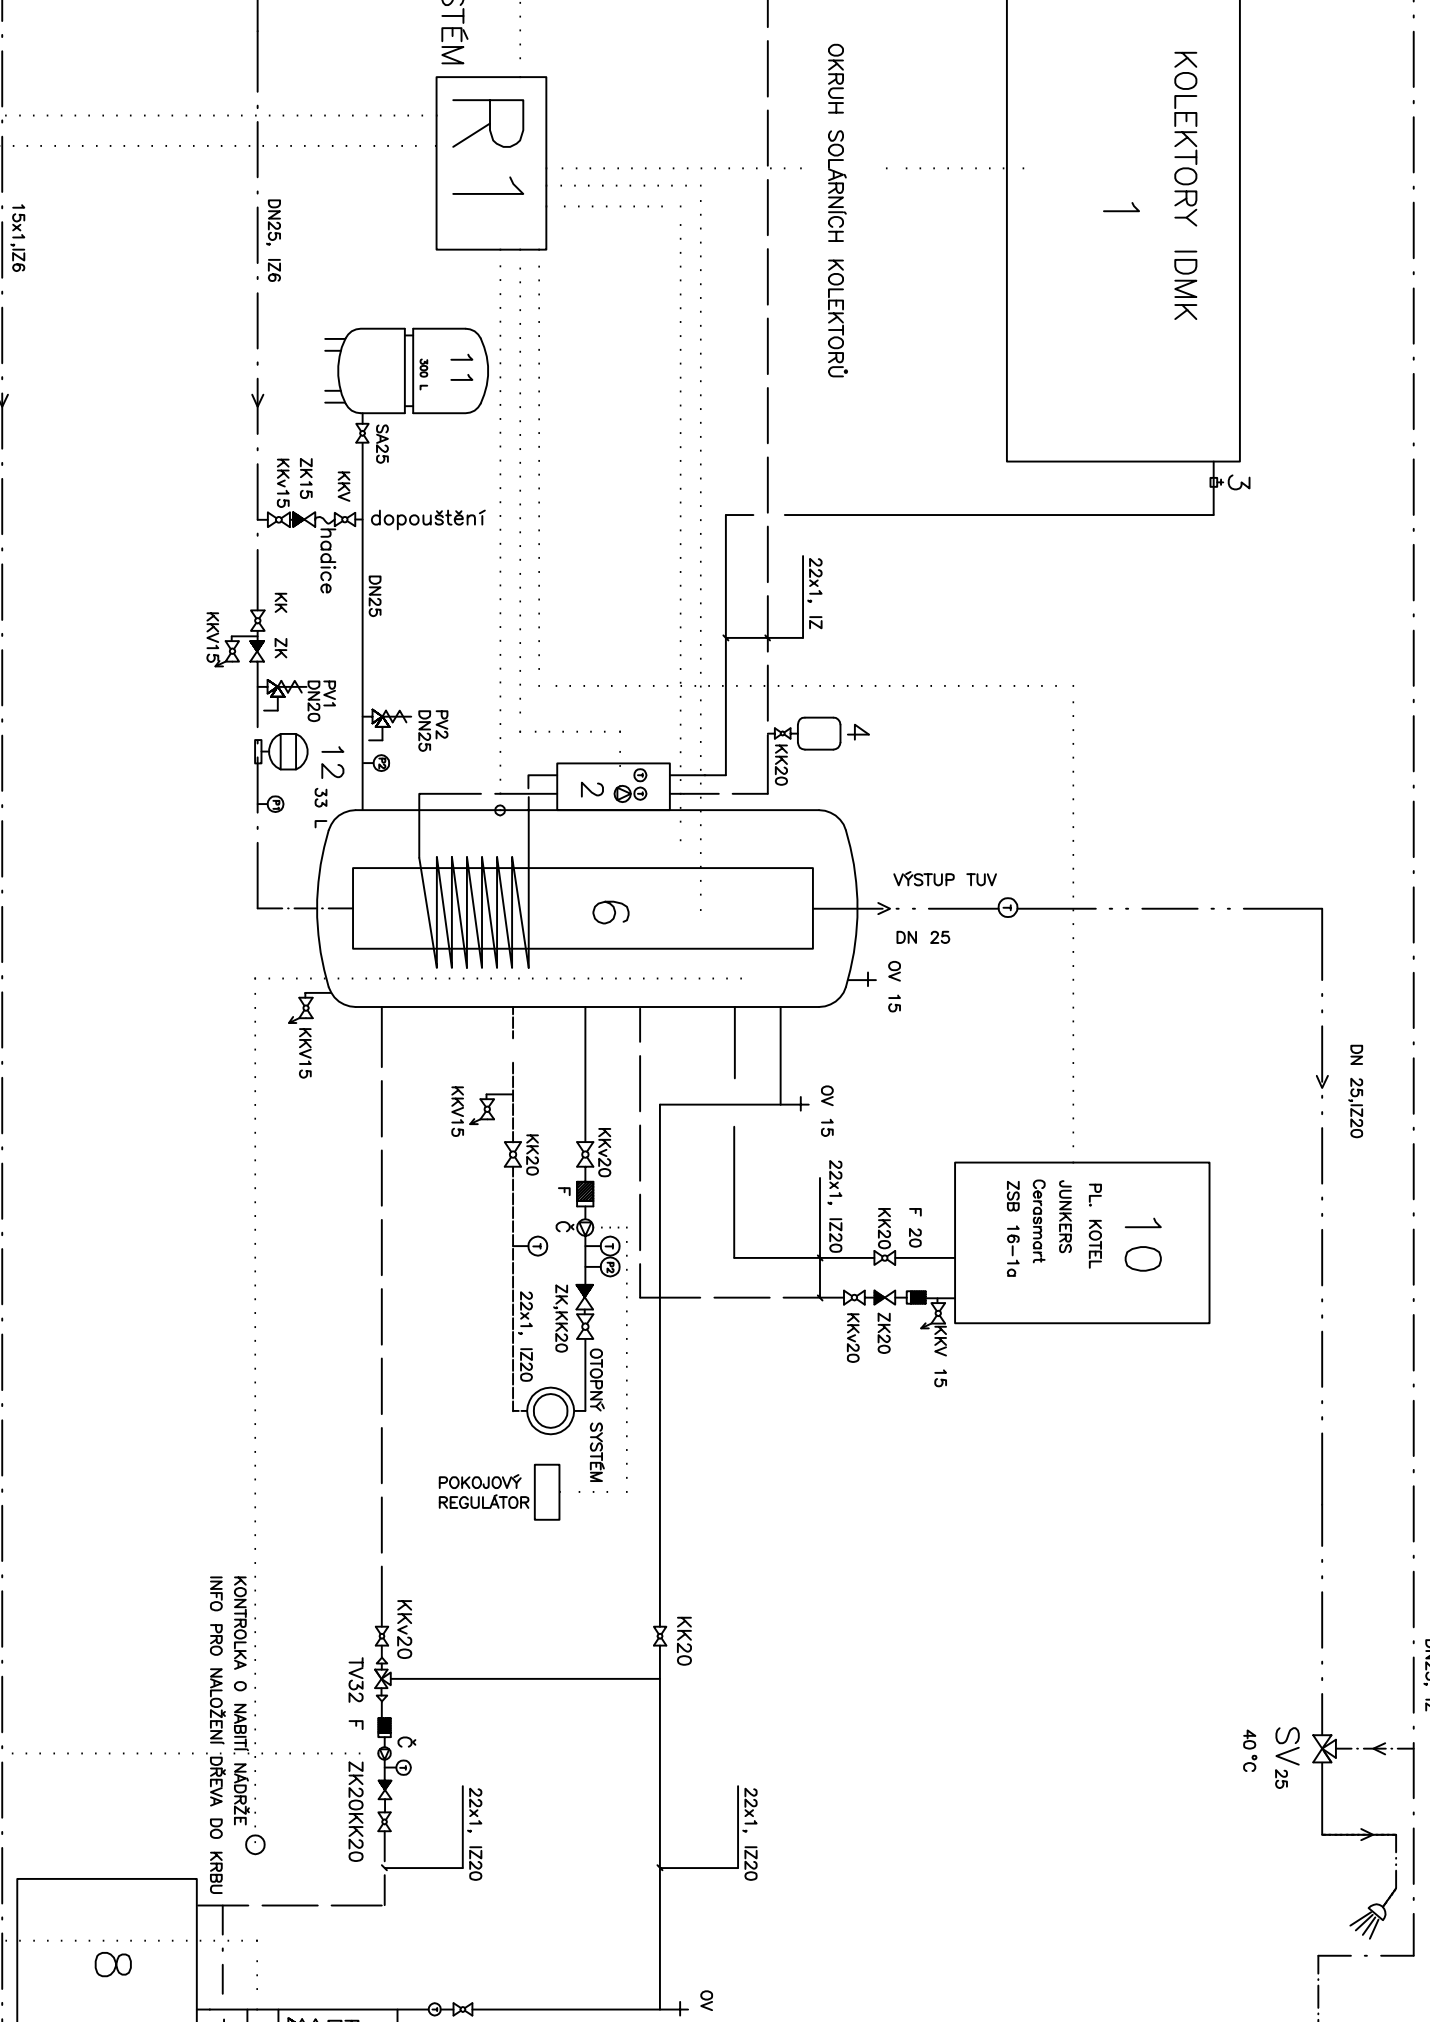 KOLEKTORY IDMK
1
3
OKRUH SOLÁRNÍCH KOLEKTORŮ
STÉM
R1
DN25, IZ6
15x1,IZ6
11
300 L
SA25
KKV
ZK15
KKv15
dopouštění
hadice
DN25
KK
ZK
KKV15
PV1
DN20
PV2
DN25
P2
12
33 L
P1
22x1, IZ
4
KK20
2
T
T
6
VÝSTUP TUV
DN 25
T
OV 15
DN 25,IZ20
KKV15
OV 15
KKV15
KK20
KKv20
F
Č
T
T
P2
ZK,KK20
22x1, IZ20
OTOPNÝ SYSTÉM
POKOJOVÝ
REGULÁTOR
22x1, IZ20
F 20
KK20
10
PL. KOTEL
JUNKERS
Cerasmart
ZSB 16-1a
KKV 15
ZK20
KKv20
KKv20
TV32
F
Č
T
ZK20KK20
KK20
22x1, IZ20
22x1, IZ20
KONTROLKA O NABITÍ NÁDRŽE
INFO PRO NALOŽENÍ DŘEVA DO KRBU
8
T
OV
SV 25
40°C